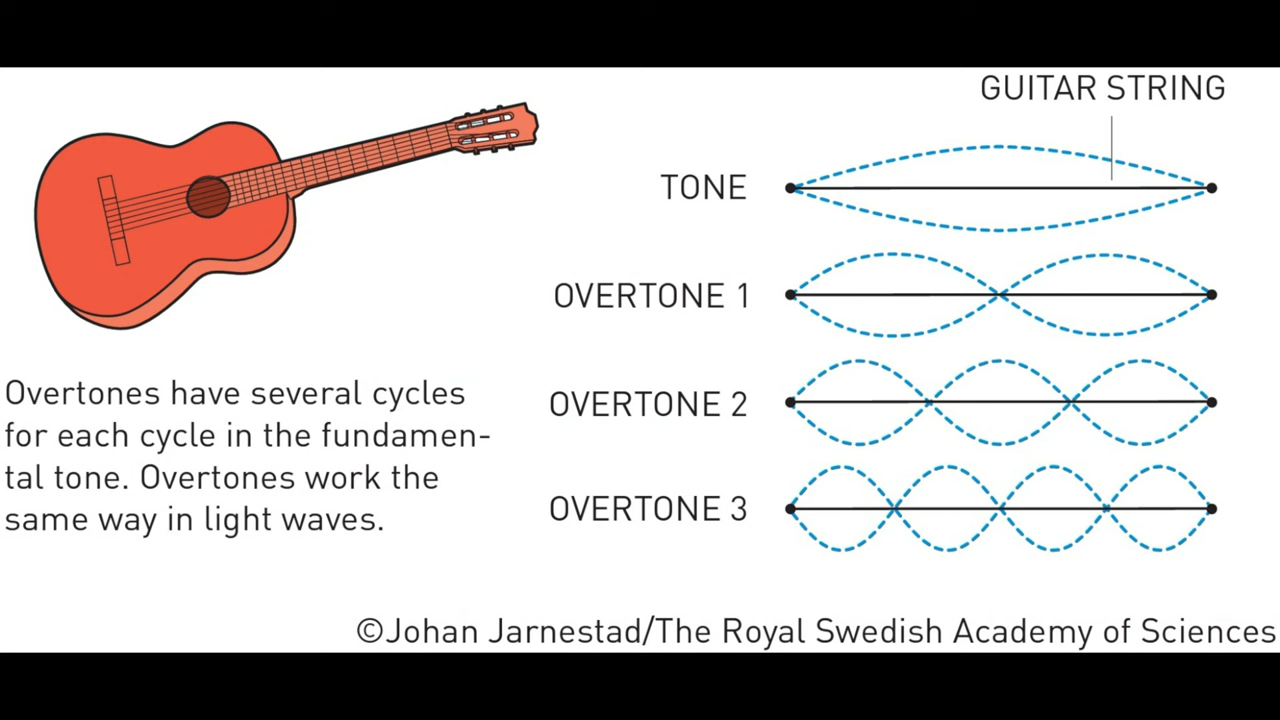 GUITAR STRING
TONE
OVERTONE 1
OVERTONE 2
OVERTONE 3
Overtones have several cycles
for each cycle in the fundamen-
tal tone. Overtones work the
same way in light waves.
©Johan Jarnestad/The Royal Swedish Academy of Sciences